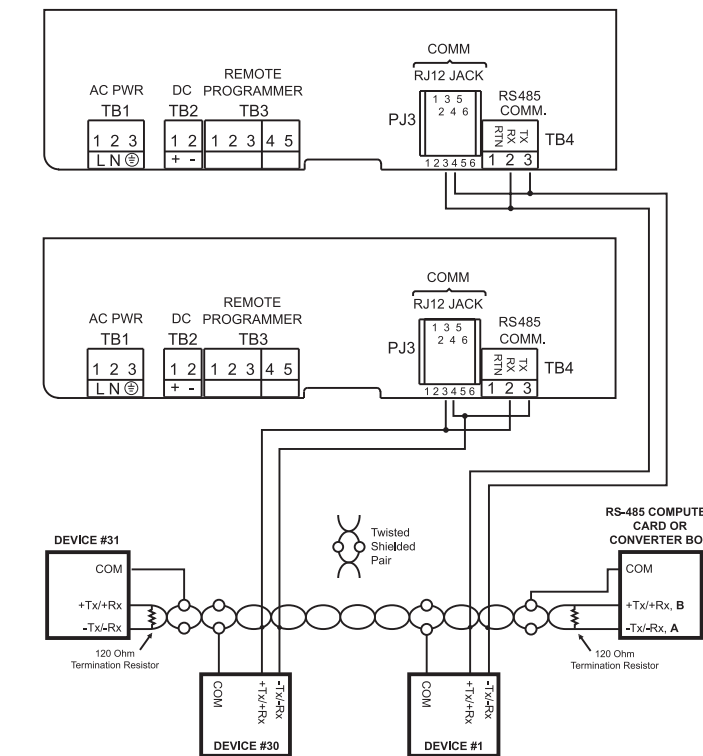 COMM
RJ12 JACK
REMOTE
AC PWR DC PROGRAMMER
TB1 TB2 TB3
PJ3
1 3 5
2 4 6
RS485
COMM.
RTN RX TX
TB4
1 2 3 1 2 1 2 3 4 5
L N + -
1 2 3 4 5 6 1 2 3
COMM
RJ12 JACK
REMOTE
AC PWR DC PROGRAMMER
TB1 TB2 TB3
PJ3
1 3 5
2 4 6
RS485
COMM.
RTN RX TX
TB4
1 2 3 1 2 1 2 3 4 5
L N + -
1 2 3 4 5 6 1 2 3
Twisted
Shielded
Pair
DEVICE #31
COM
+Tx/+Rx
-Tx/-Rx
120 Ohm
Termination Resistor
RS-485 COMPUTE
CARD OR
CONVERTER BO
COM
+Tx/+Rx, B
-Tx/-Rx, A
120 Ohm
Termination Resistor
COM
+Tx/+Rx
-Tx/-Rx
DEVICE #30
COM
+Tx/+Rx
-Tx/-Rx
DEVICE #1